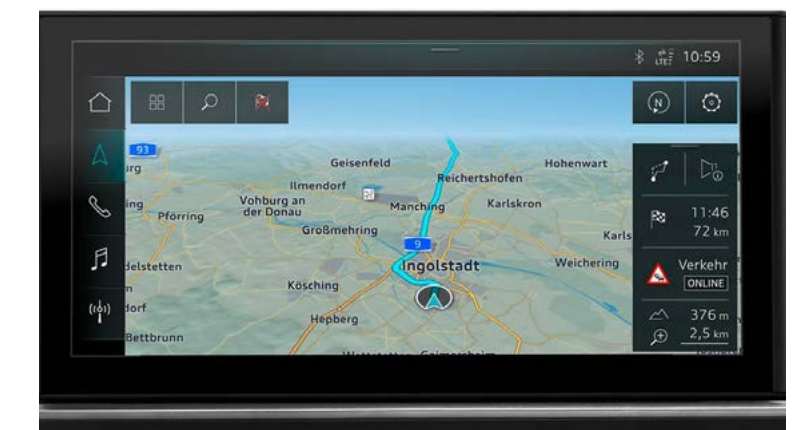 LTE
10:59
N
93
Geisenfeld
Hohenwart
urg
Reichertshofen
Ilmendorf
Vohburg an
der Donau
Manching
Karlskron
ing
Pförring
11:46
72 km
Großmehring
Karls
9
delstetten
Ingolstadt
Weichering
Verkehr
ONLINE
Kösching
dorf
Hepberg
376 m
2,5 km
Bettbrunn